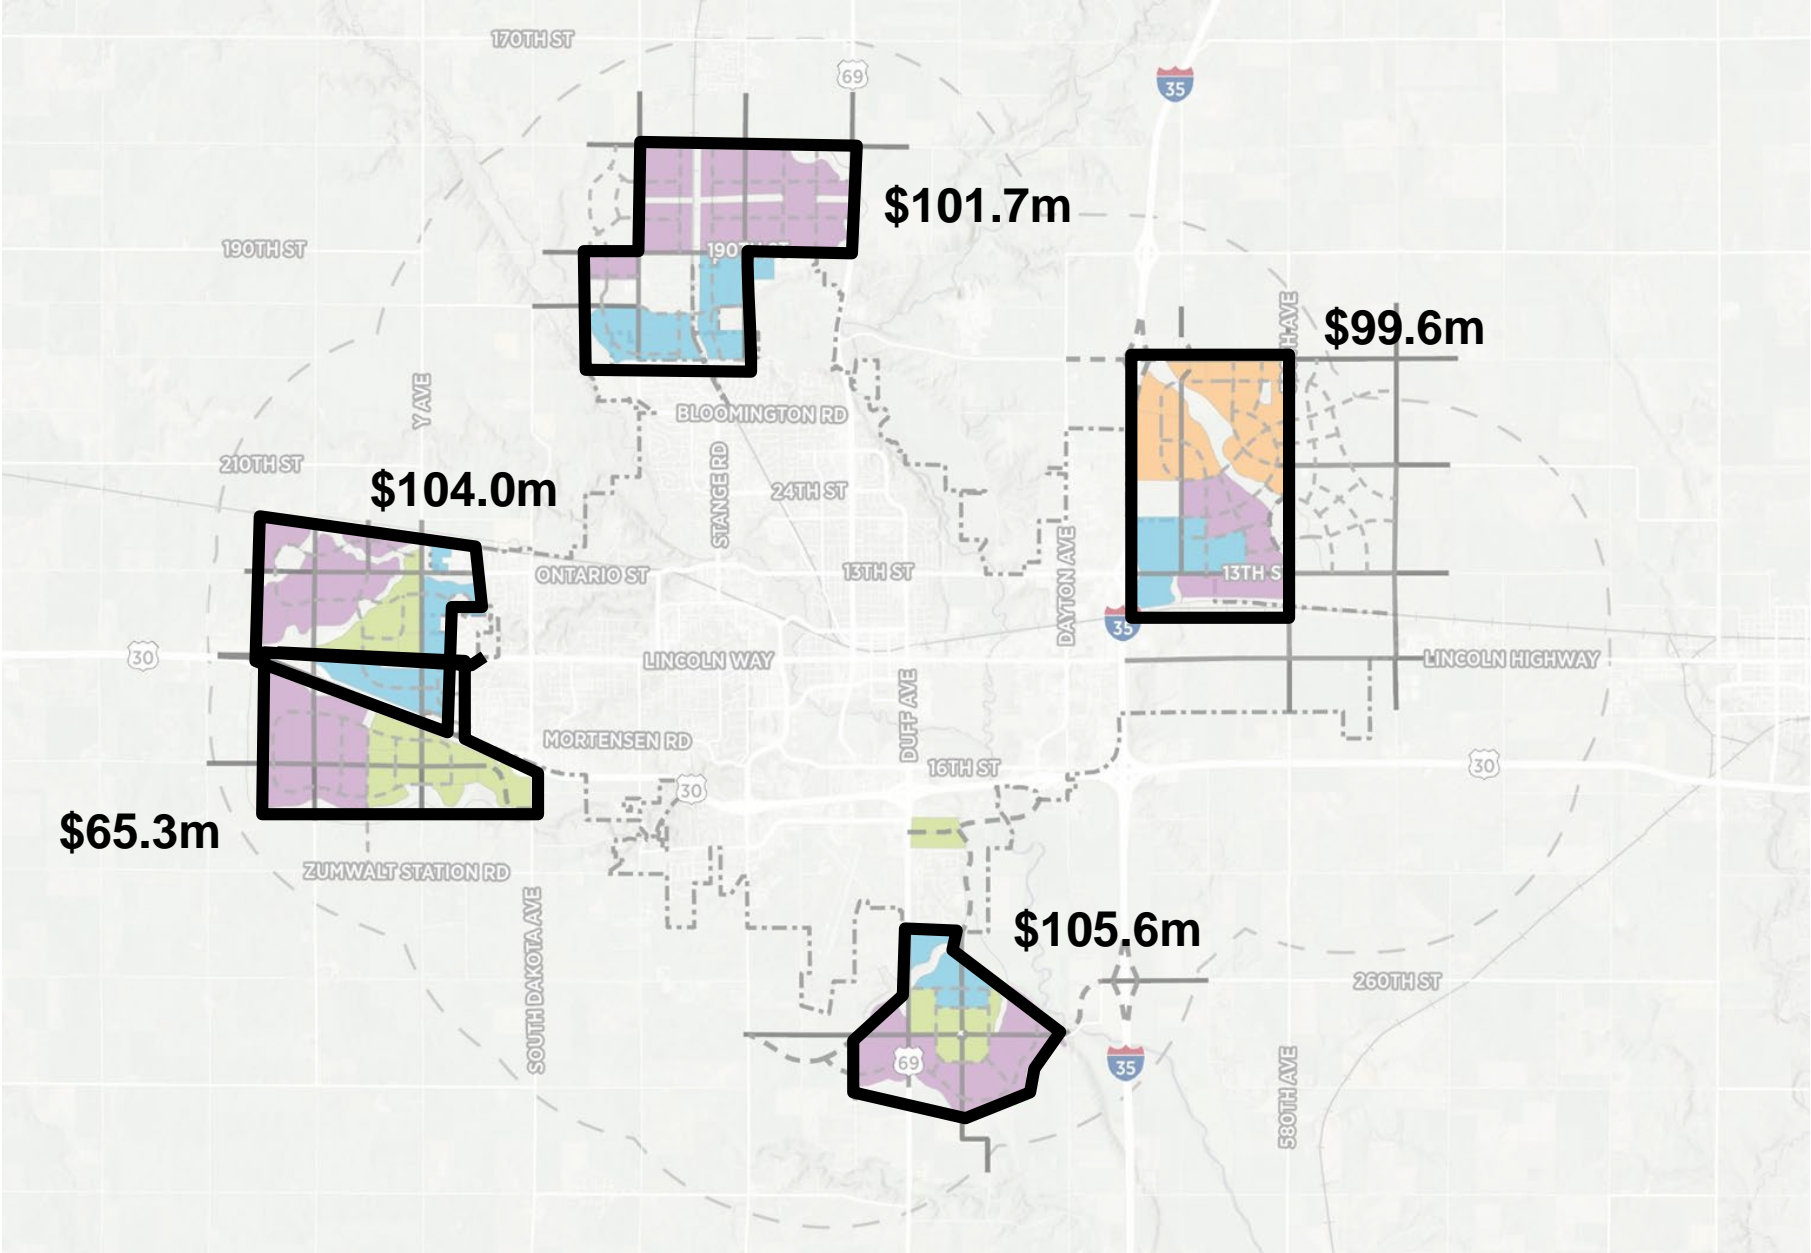 170TH ST
69
35
$101.7m
190TH ST
190TH ST
$99.6m
Y AVE
BLOOMINGTON RD
210TH ST
$104.0m
STANGE RD
24TH ST
ONTARIO ST
13TH ST
DAYTON AVE
13TH S
35
30
LINCOLN WAY
LINCOLN HIGHWAY
DUFF AVE
MORTENSEN RD
16TH ST
30
30
$65.3m
ZUMWALT STATION RD
SOUTH DAKOTA AVE
$105.6m
260TH ST
69
35
580TH AVE